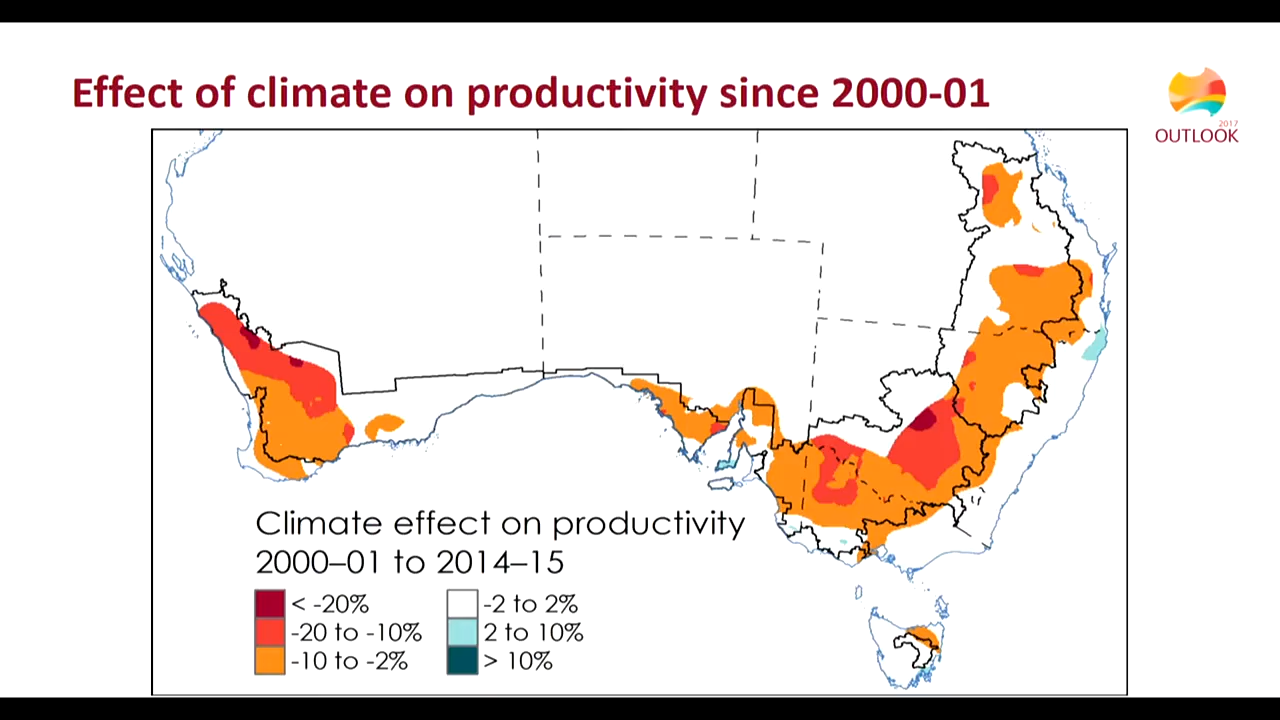 Effect of climate on productivity since 2000-01
2017
OUTLOOK
Climate effect on productivity
2000–01 to 2014–15
< -20%
-20 to -10%
-10 to -2%
-2 to 2%
2 to 10%
> 10%